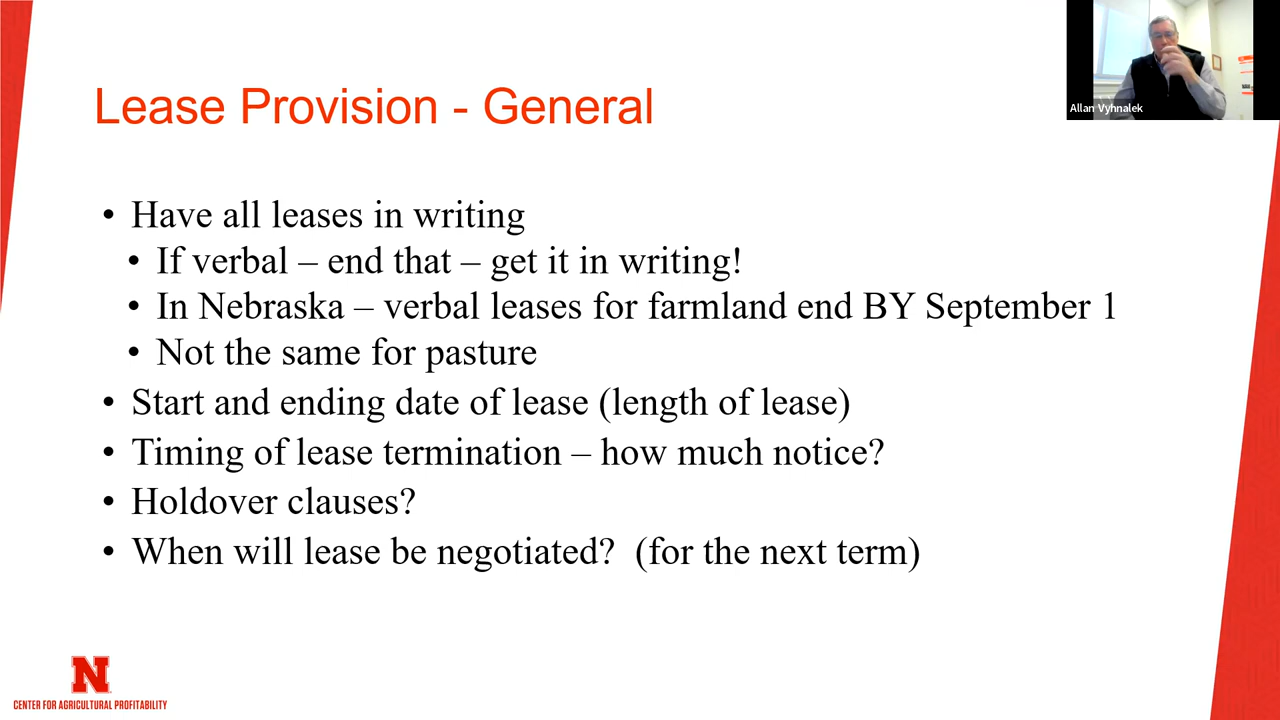 Allan Vyhnalek
Lease Provision - General
• Have all leases in writing
• If verbal – end that – get it in writing!
• In Nebraska – verbal leases for farmland end BY September 1
• Not the same for pasture
• Start and ending date of lease (length of lease)
• Timing of lease termination – how much notice?
• Holdover clauses?
• When will lease be negotiated?  (for the next term)
N
CENTER FOR AGRICULTURAL PROFITABILITY